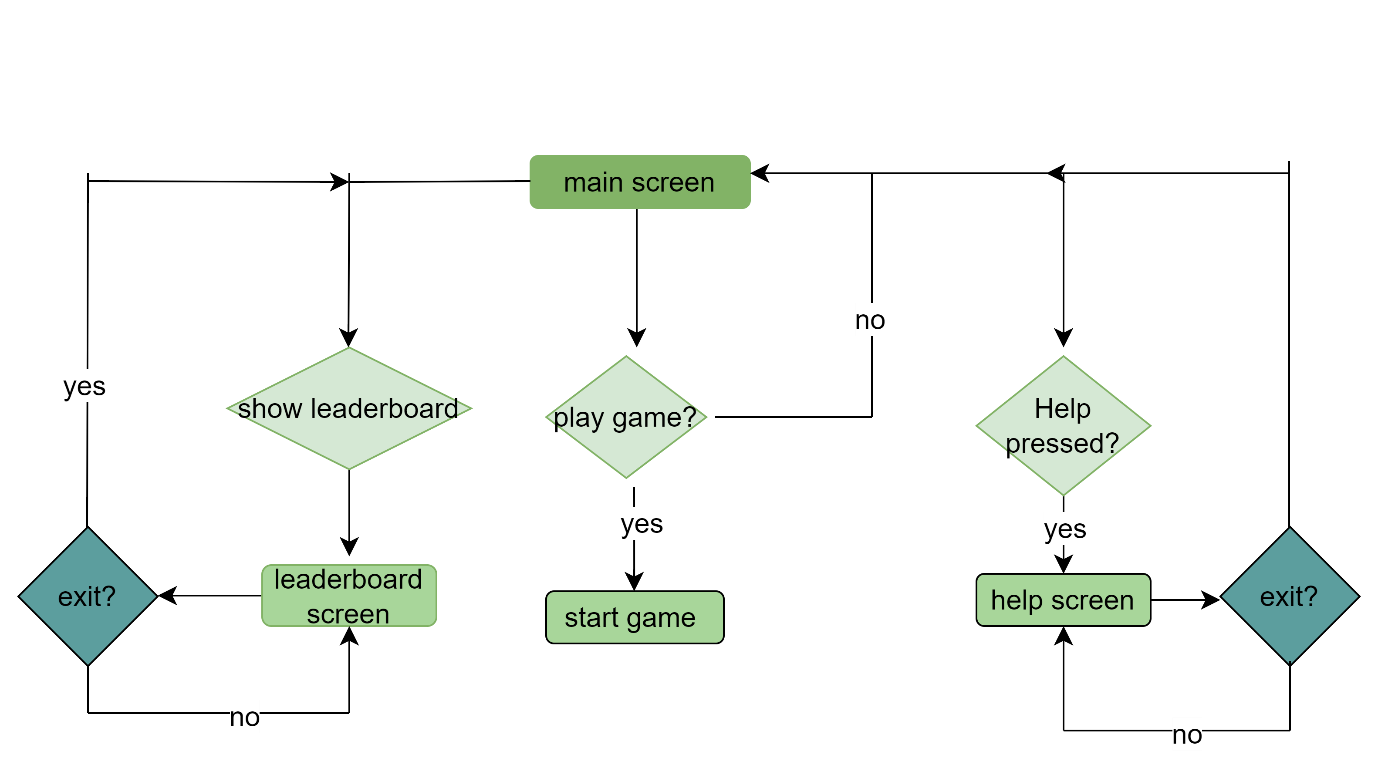 main screen
no
yes
show leaderboard
play game?
Help
pressed?
yes
yes
exit?
leaderboard
screen
start game
help screen
exit?
no
no